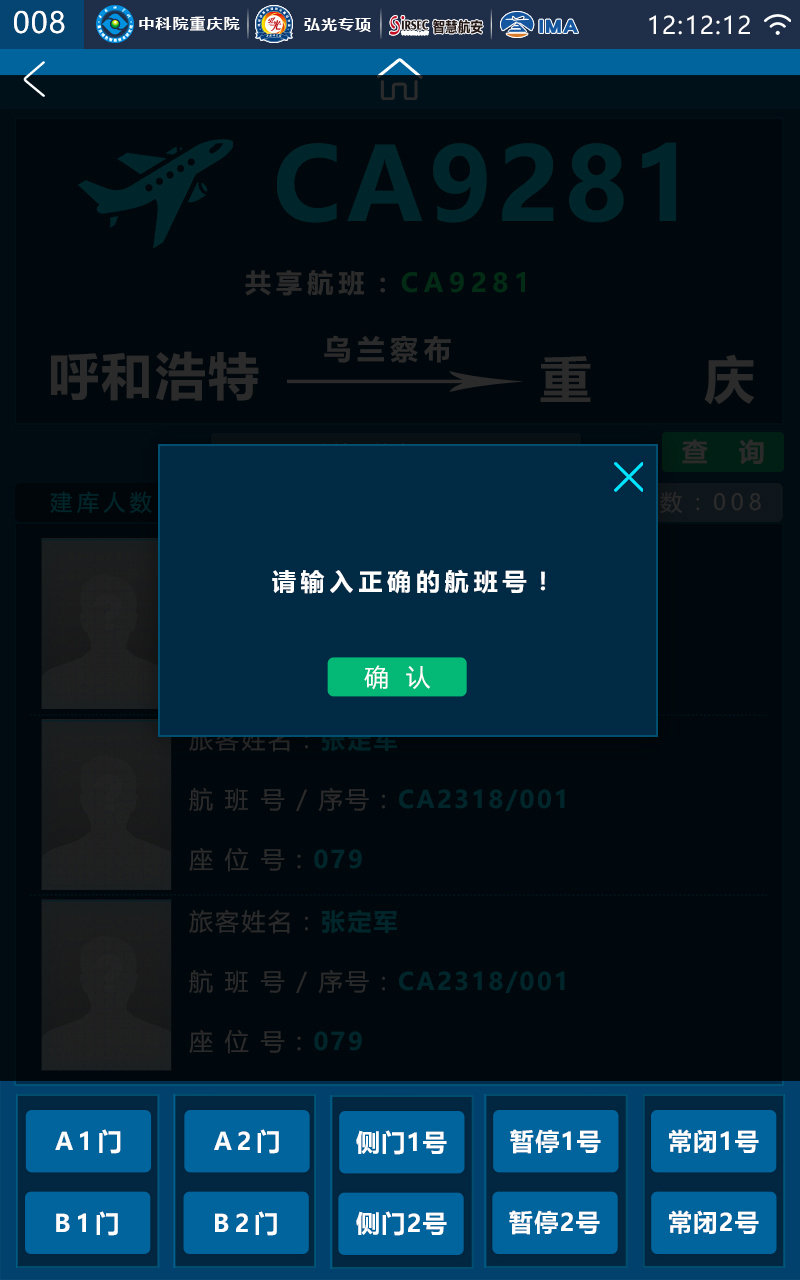 008 中科院重庆院 弘光专项 SiRSEC 智慧航安 IMA 12:12:12
CA9281
共享航班：CA9281
呼和浩特 乌兰察布 重 庆
查 询
建库人数 数：008
请输入正确的航班号！
确 认
旅客姓名：张定军
航 班 号 / 序号：CA2318/001
座 位 号：079
旅客姓名：张定军
航 班 号 / 序号：CA2318/001
座 位 号：079
A1门 A2门 侧门1号 暂停1号 常闭1号
B1门 B2门 侧门2号 暂停2号 常闭2号